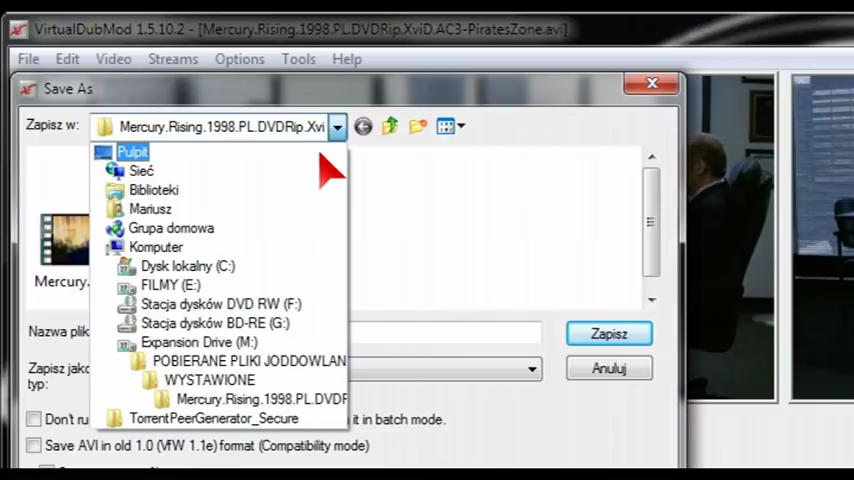 VirtualDubMod 1.5.10.2 - [Mercury.Rising.1998.PL.DVDRip.XviD.AC3-PiratesZone.avi]
File Edit Video Streams Options Tools Help
Save As
Zapisz w: Mercury.Rising.1998.PL.DVDRip.Xvi
Pulpit
Sieć
Biblioteki
Mariusz
Grupa domowa
Komputer
Dysk lokalny (C:)
FILMY (E:)
Mercury.
Stacja dysków DVD RW (F:)
Stacja dysków BD-RE (G:)
Nazwa plik
Zapisz
Expansion Drive (M:)
POBIERANE PLIKI JODDOWLAN
Zapisz jako
typ:
Anuluj
WYSTAWIONE
Mercury.Rising.1998.PL.DVDF
TorrentPeerGenerator_Secure
Don't ru
it in batch mode.
Save AVI in old 1.0 (VfW 1.1e) format (Compatibility mode)